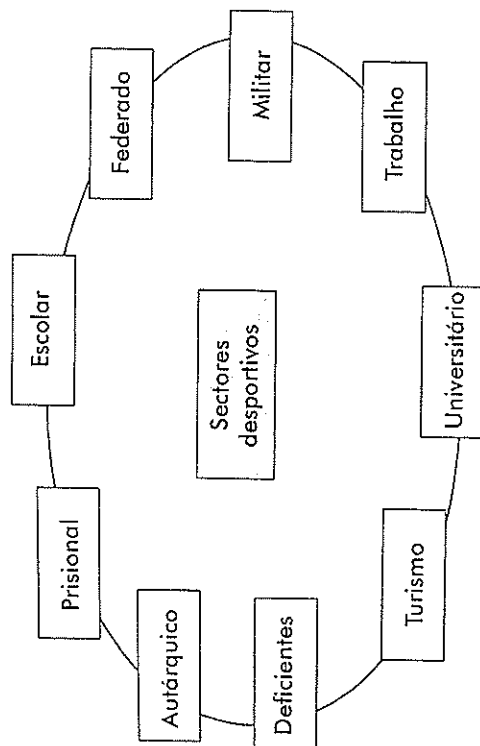 Escolar
Federado
Militar
Trabalho
Universitário
Turismo
Deficientes
Autárquico
Prisional
Sectores
desportivos